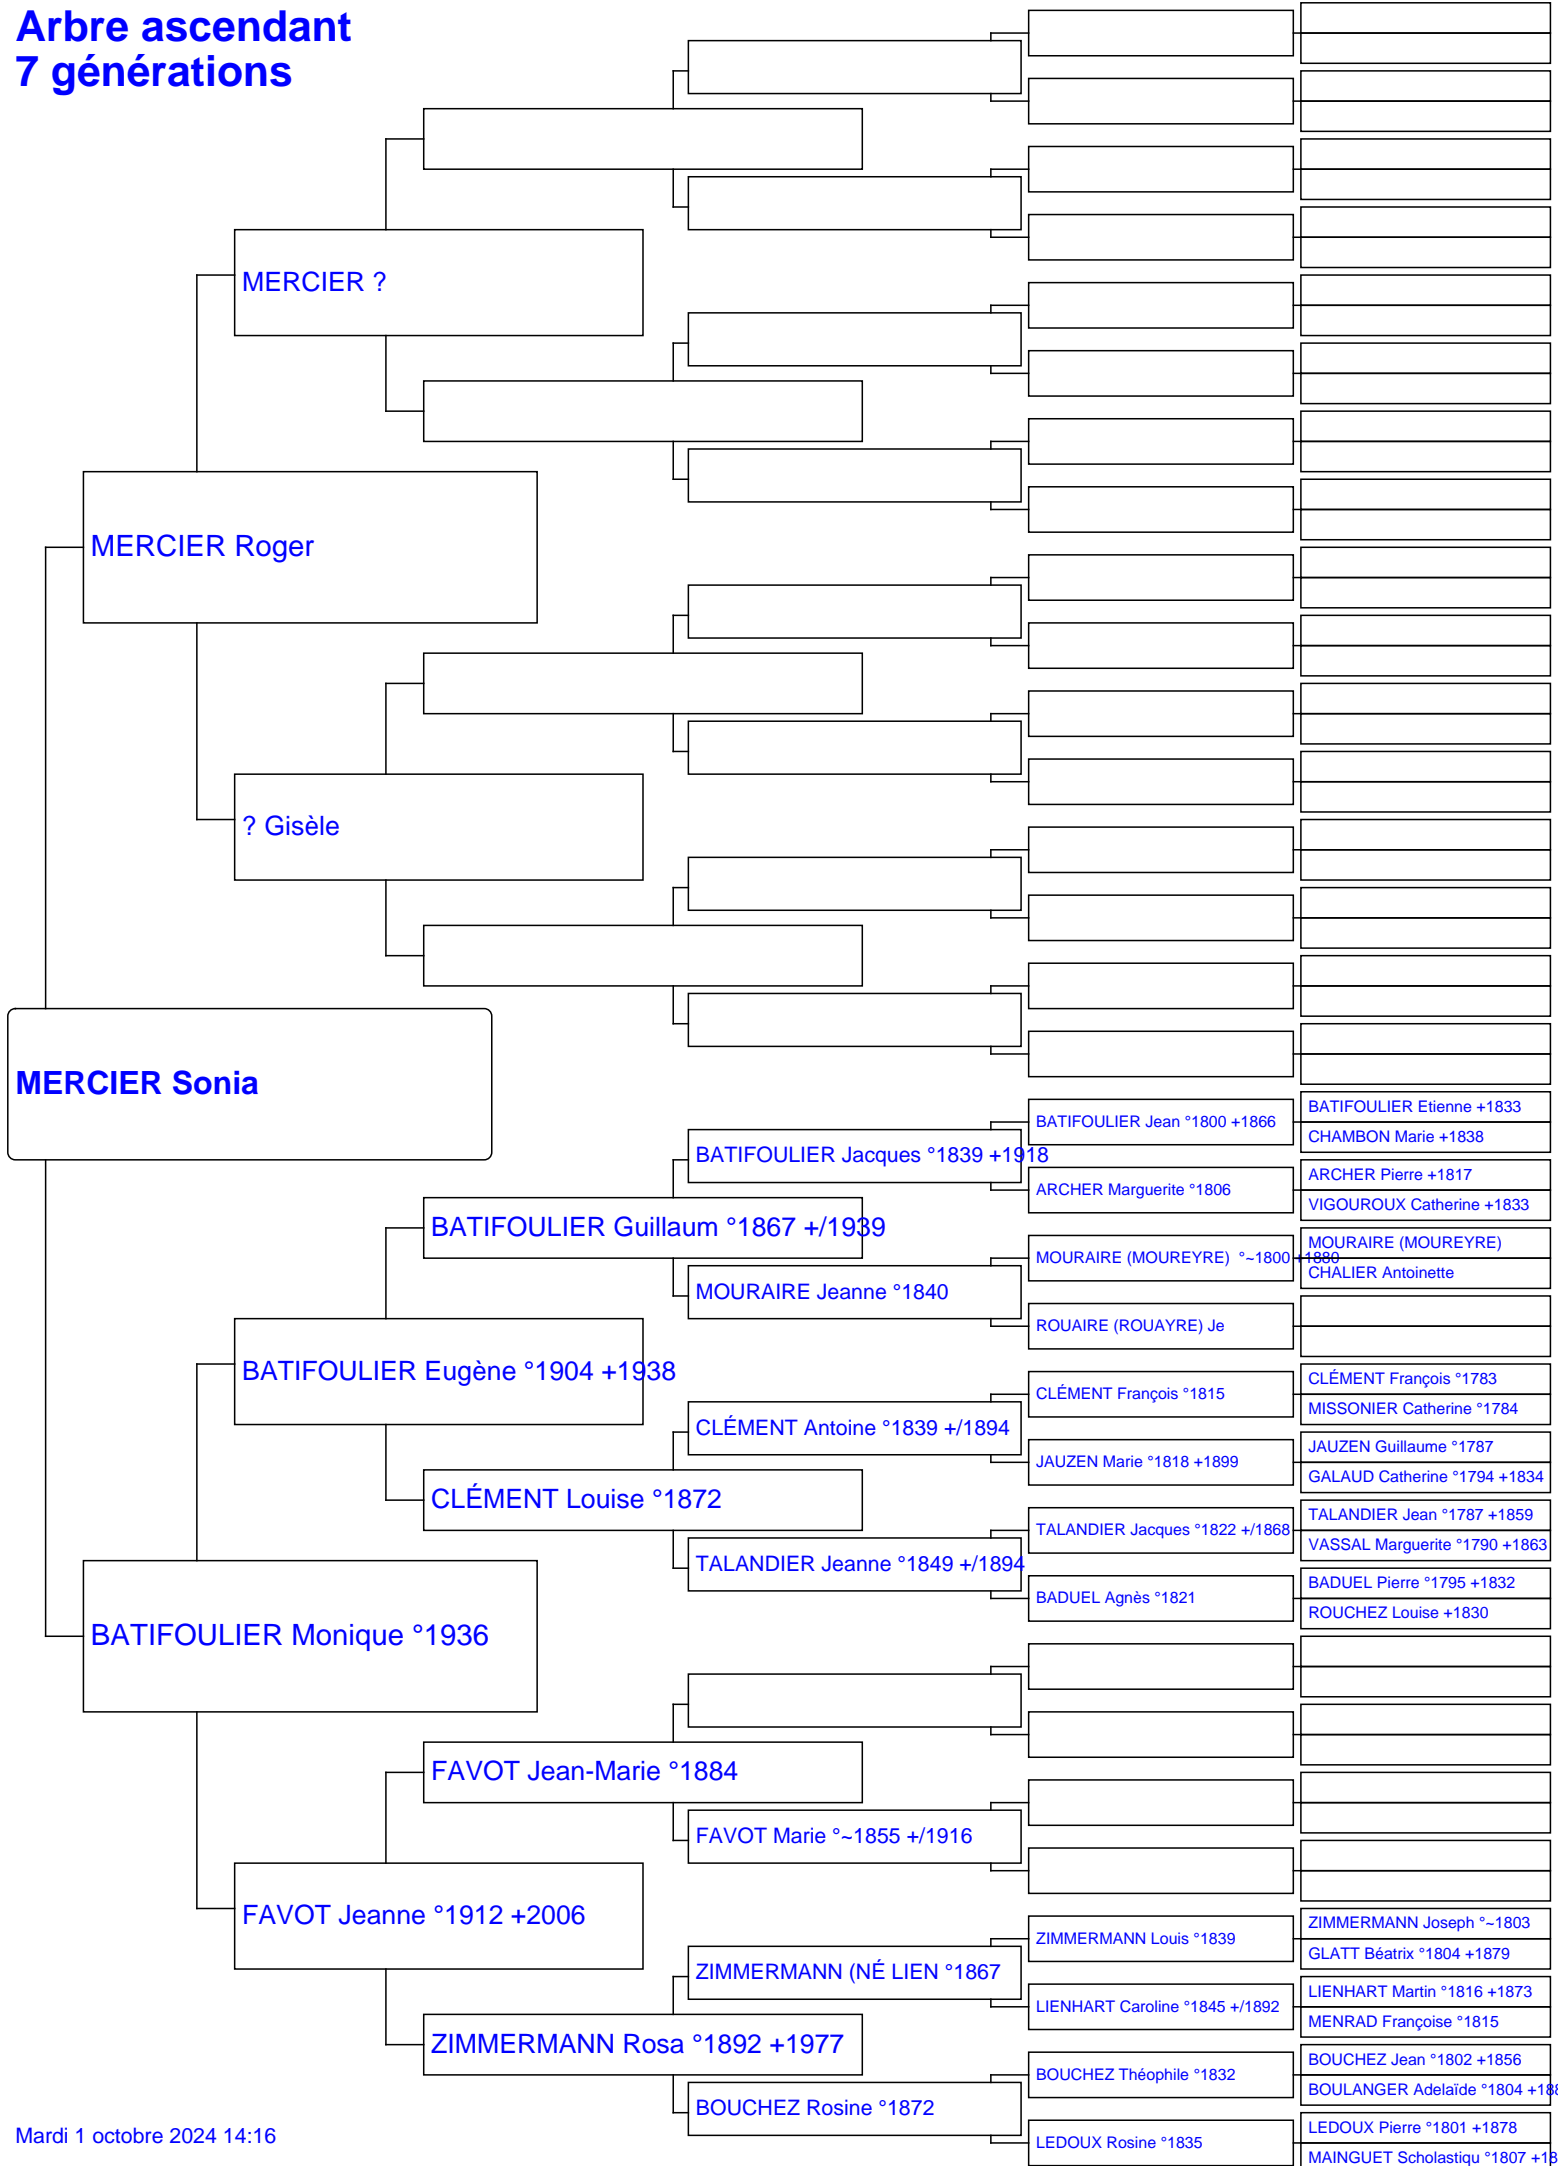 Arbre ascendant
7 générations
MERCIER ?
MERCIER Roger
? Gisèle
MERCIER Sonia
BATIFOULIER Etienne +1833
BATIFOULIER Jean °1800 +1866
CHAMBON Marie +1838
BATIFOULIER Jacques °1839 +1918
ARCHER Pierre +1817
ARCHER Marguerite °1806
VIGOUROUX Catherine +1833
BATIFOULIER Guillaum °1867 +/1939
MOURAIRE (MOUREYRE)
MOURAIRE (MOUREYRE)  °~1800 +1880
CHALIER Antoinette
MOURAIRE Jeanne °1840
ROUAIRE (ROUAYRE) Je
BATIFOULIER Eugène °1904 +1938
CLÉMENT François °1783
CLÉMENT François °1815
MISSONIER Catherine °1784
CLÉMENT Antoine °1839 +/1894
JAUZEN Guillaume °1787
JAUZEN Marie °1818 +1899
GALAUD Catherine °1794 +1834
CLÉMENT Louise °1872
TALANDIER Jean °1787 +1859
TALANDIER Jacques °1822 +/1868
VASSAL Marguerite °1790 +1863
TALANDIER Jeanne °1849 +/1894
BADUEL Pierre °1795 +1832
BADUEL Agnès °1821
ROUCHEZ Louise +1830
BATIFOULIER Monique °1936
FAVOT Jean-Marie °1884
FAVOT Marie °~1855 +/1916
FAVOT Jeanne °1912 +2006
ZIMMERMANN Joseph °~1803
ZIMMERMANN Louis °1839
GLATT Béatrix °1804 +1879
ZIMMERMANN (NÉ LIEN °1867
LIENHART Martin °1816 +1873
LIENHART Caroline °1845 +/1892
MENRAD Françoise °1815
ZIMMERMANN Rosa °1892 +1977
BOUCHEZ Jean °1802 +1856
BOUCHEZ Théophile °1832
BOULANGER Adelaïde °1804 +188
BOUCHEZ Rosine °1872
LEDOUX Pierre °1801 +1878
LEDOUX Rosine °1835
MAINGUET Scholastiqu °1807 +18
Mardi 1 octobre 2024 14:16